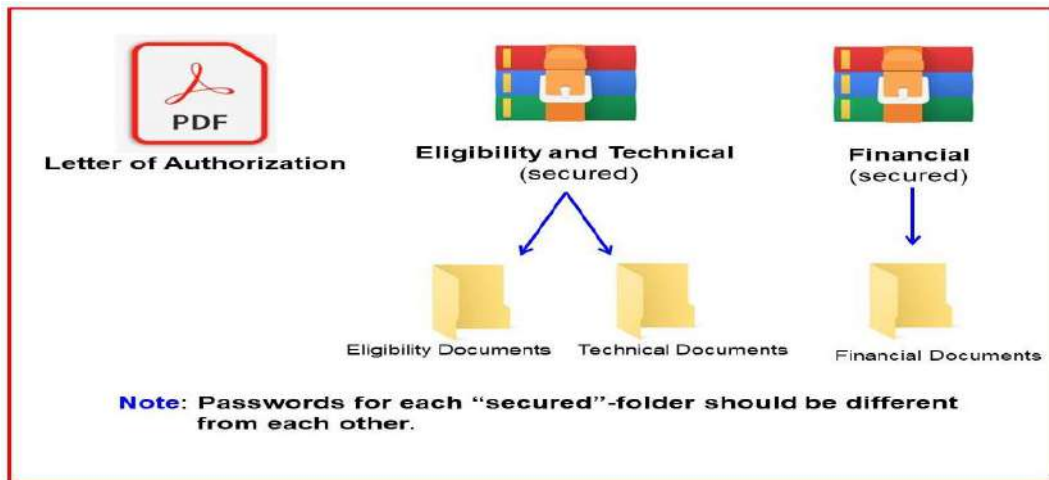 PDF
Letter of Authorization
Eligibility and Technical
(secured)
Financial
(secured)
Eligibility Documents
Technical Documents
Financial Documents
Note: Passwords for each “secured”-folder should be different
from each other.